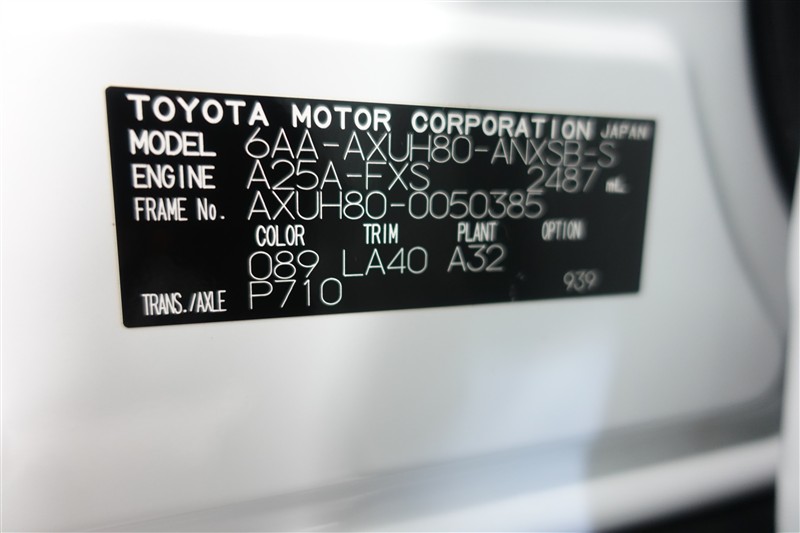 TOYOTA MOTOR CORPORATION JAPAN
MODEL 6AA-AXUH80-ANXSB-S
ENGINE A25A-FXS 2487 mL
FRAME No. AXUH80-0050385
COLOR TRIM PLANT OPTION
089 LA40 A32
TRANS./AXLE P710 939